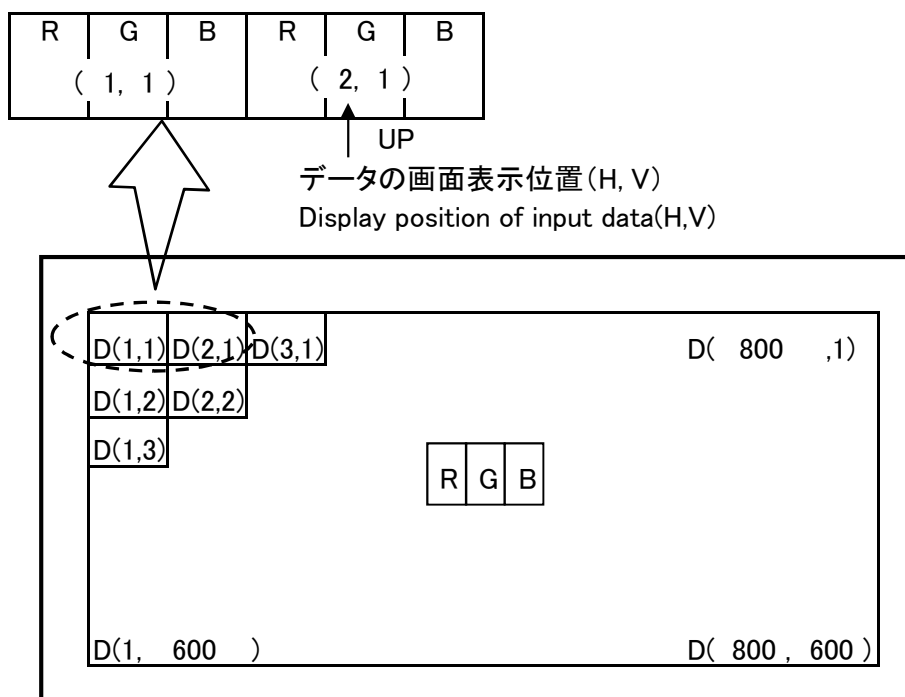 R G B R G B
( 1, 1 ) ( 2, 1 )
UP
データの画面表示位置(H, V)
Display position of input data(H,V)
D(1,1) D(2,1) D(3,1) D( 800 ,1)
D(1,2) D(2,2)
D(1,3)
R G B
D(1, 600 ) D( 800 , 600 )